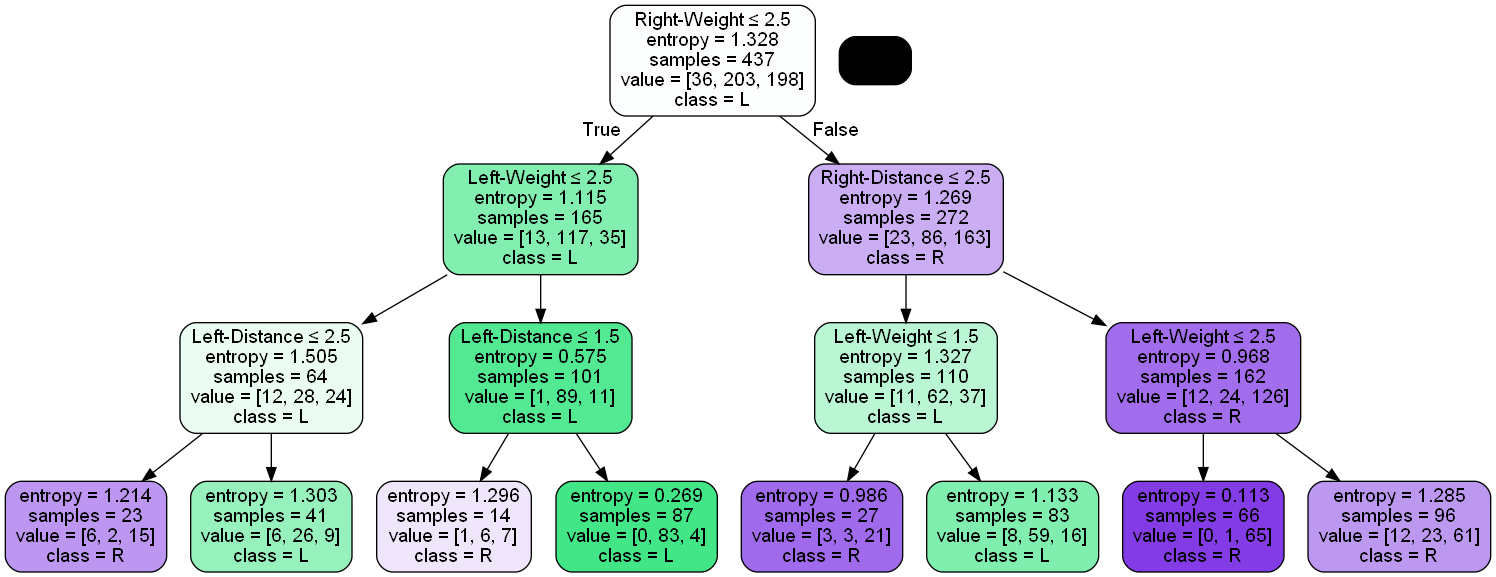 Right-Weight ≤ 2.5
entropy = 1.328
samples = 437
value = [36, 203, 198]
class = L
True
False
Left-Weight ≤ 2.5
entropy = 1.115
samples = 165
value = [13, 117, 35]
class = L
Right-Distance ≤ 2.5
entropy = 1.269
samples = 272
value = [23, 86, 163]
class = R
Left-Distance ≤ 2.5
entropy = 1.505
samples = 64
value = [12, 28, 24]
class = L
Left-Distance ≤ 1.5
entropy = 0.575
samples = 101
value = [1, 89, 11]
class = L
Left-Weight ≤ 1.5
entropy = 1.327
samples = 110
value = [11, 62, 37]
class = L
Left-Weight ≤ 2.5
entropy = 0.968
samples = 162
value = [12, 24, 126]
class = R
entropy = 1.214
samples = 23
value = [6, 2, 15]
class = R
entropy = 1.303
samples = 41
value = [6, 26, 9]
class = L
entropy = 1.296
samples = 14
value = [1, 6, 7]
class = R
entropy = 0.269
samples = 87
value = [0, 83, 4]
class = L
entropy = 0.986
samples = 27
value = [3, 3, 21]
class = R
entropy = 1.133
samples = 83
value = [8, 59, 16]
class = L
entropy = 0.113
samples = 66
value = [0, 1, 65]
class = R
entropy = 1.285
samples = 96
value = [12, 23, 61]
class = R